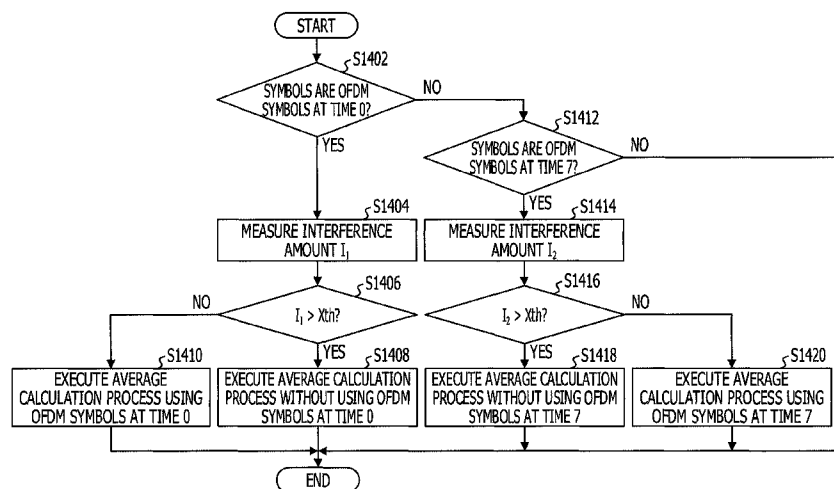 START
S1402
SYMBOLS ARE OFDM
SYMBOLS AT TIME 0?
NO
YES
S1412
SYMBOLS ARE OFDM
SYMBOLS AT TIME 7?
NO
YES
S1404
MEASURE INTERFERENCE
AMOUNT I₁
S1414
MEASURE INTERFERENCE
AMOUNT I₂
S1406
I₁ > Xth?
NO
YES
S1416
I₂ > Xth?
NO
YES
S1410
EXECUTE AVERAGE
CALCULATION PROCESS USING
OFDM SYMBOLS AT TIME 0
S1408
EXECUTE AVERAGE CALCULATION
PROCESS WITHOUT USING OFDM
SYMBOLS AT TIME 0
S1418
EXECUTE AVERAGE CALCULATION
PROCESS WITHOUT USING OFDM
SYMBOLS AT TIME 7
S1420
EXECUTE AVERAGE
CALCULATION PROCESS USING
OFDM SYMBOLS AT TIME 7
END